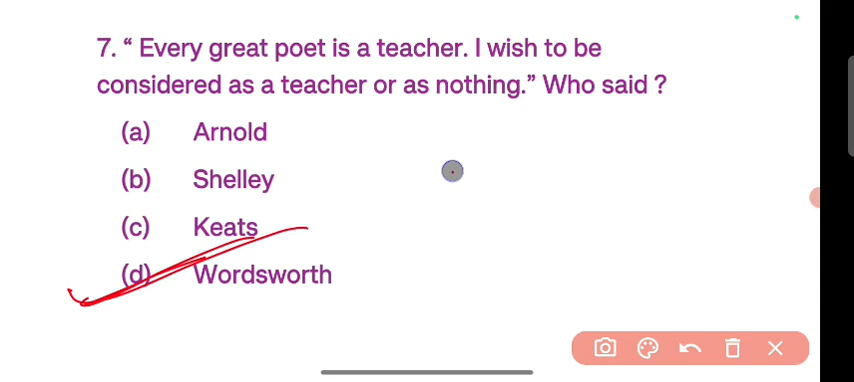 7. “ Every great poet is a teacher. I wish to be
considered as a teacher or as nothing.” Who said ?
(a) Arnold
(b) Shelley
(c) Keats
(d) Wordsworth